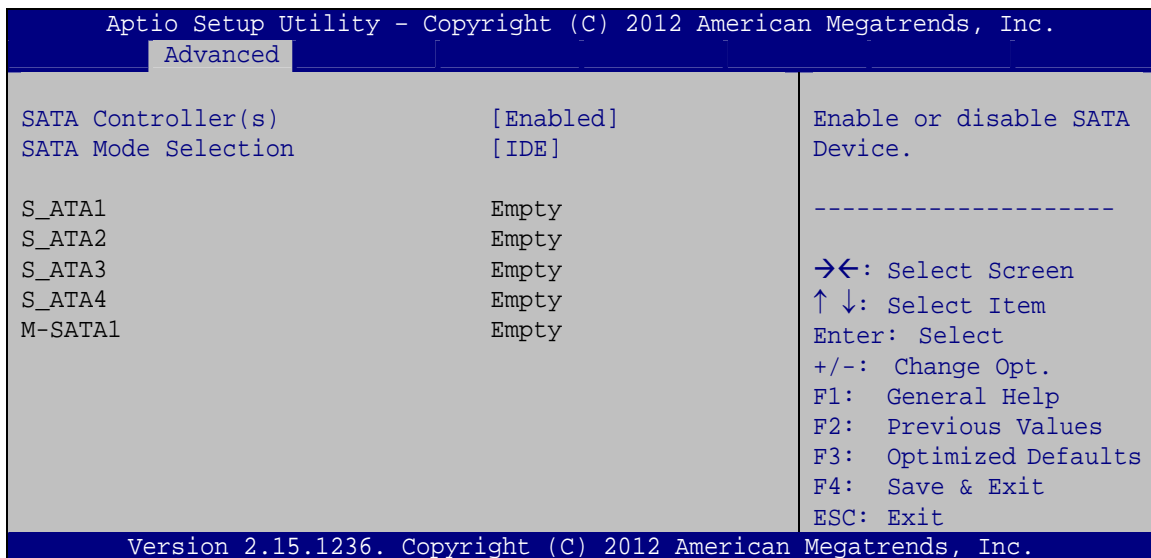 Aptio Setup Utility – Copyright (C) 2012 American Megatrends, Inc.
Advanced
SATA Controller(s) [Enabled]
SATA Mode Selection [IDE]
S_ATA1 Empty
S_ATA2 Empty
S_ATA3 Empty
S_ATA4 Empty
M-SATA1 Empty
Enable or disable SATA
Device.
---------------------
→←: Select Screen
↑ ↓: Select Item
Enter: Select
+/-: Change Opt.
F1: General Help
F2: Previous Values
F3: Optimized Defaults
F4: Save & Exit
ESC: Exit
Version 2.15.1236. Copyright (C) 2012 American Megatrends, Inc.